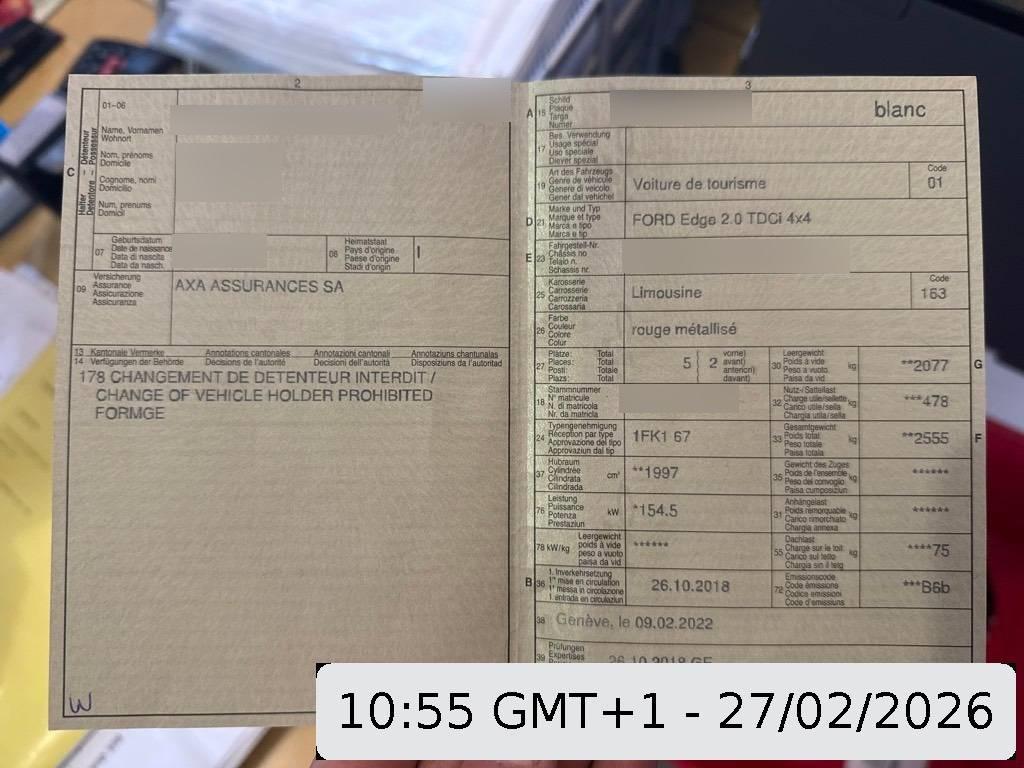 2
01-06
Name, Vornamen
Wohnort
Nom, prénoms
Domicile
Cognome, nomi
Domicilio
Num, prenums
Domicil
C
Halter – Détenteur
Detentore – Possessur
07
Geburtsdatum
Date de naissance
Data di nascita
Data da nasch.
08
Heimatstaat
Pays d'origine
Paese d'origine
Stadi d'origin
I
09
Versicherung
Assurance
Assicurazione
Assicuranza
AXA ASSURANCES SA
13 Kantonale Vermerke Annotations cantonales Annotazioni cantonali Annotaziuns chantunalas
14 Verfügungen der Behörde Décisions de l'autorité Decisioni dell'autorità Disposiziuns da l'autoritad
178 CHANGEMENT DE DETENTEUR INTERDIT /
CHANGE OF VEHICLE HOLDER PROHIBITED
FORMGE
W
3
A 15
Schild
Plaque
Targa
Numer
blanc
17
Bes. Verwendung
Usage spécial
Uso speciale
Diever spezial
19
Art des Fahrzeugs
Genre de véhicule
Genere di veicolo
Gener dal vehichel
Voiture de tourisme
Code
01
D 21
Marke und Typ
Marque et type
Marca e tipo
Marca e tip
FORD Edge 2.0 TDCi 4x4
E 23
Fahrgestell-Nr.
Châssis no
Telaio n.
Schassis nr.
25
Karosserie
Carrosserie
Carrozzeria
Carossaria
Limousine
Code
163
26
Farbe
Couleur
Colore
Colur
rouge métallisé
27
Plätze: Total
Places: Total
Posti: Totale
Plazs: Total
5 { 2
vorne)
avant)
anteriori)
davant)
30
Leergewicht
Poids à vide
Peso a vuoto
Paisa da vid
kg
**2077
G
18
Stammnummer
N° matricule
N. di matricola
Nr. da matricla
32
Nutz-/Sattellast
Charge utile/sellette
Carico utile/sella
Chargia utila/sella
kg
***478
24
Typengenehmigung
Réception par type
Approvazione del tipo
Approvaziun dal tip
1FK1 67
33
Gesamtgewicht
Poids total
Peso totale
Paisa totala
kg
**2555
F
37
Hubraum
Cylindrée
Cilindrata
Cilindrada
cm³
**1997
35
Gewicht des Zuges
Poids de l'ensemble
Peso del convoglio
Paisa cumposiziun
kg
******
76
Leistung
Puissance
Potenza
Prestaziun
kW
*154.5
31
Anhängelast
Poids remorquable
Carico rimorchiato
Chargia annexa
kg
******
78 kW/kg
Leergewicht
poids à vide
peso a vuoto
paisa da vid
******
55
Dachlast
Charge sur le toit
Carico sul tetto
Chargia sin il tetg
kg
****75
B 36
1. Inverkehrsetzung
1re mise en circulation
1a messa in circolazione
1. entrada en circulaziun
26.10.2018
72
Emissionscode
Code émissions
Codice emissioni
Code d'emissiuns
***B6b
38
Genève, le 09.02.2022
39
Prüfungen
Expertises
26.10.2018 GE
10:55 GMT+1 - 27/02/2026